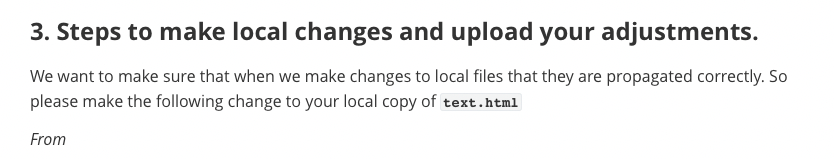 3. Steps to make local changes and upload your adjustments.
We want to make sure that when we make changes to local files that they are propagated correctly. So
please make the following change to your local copy of text.html
From